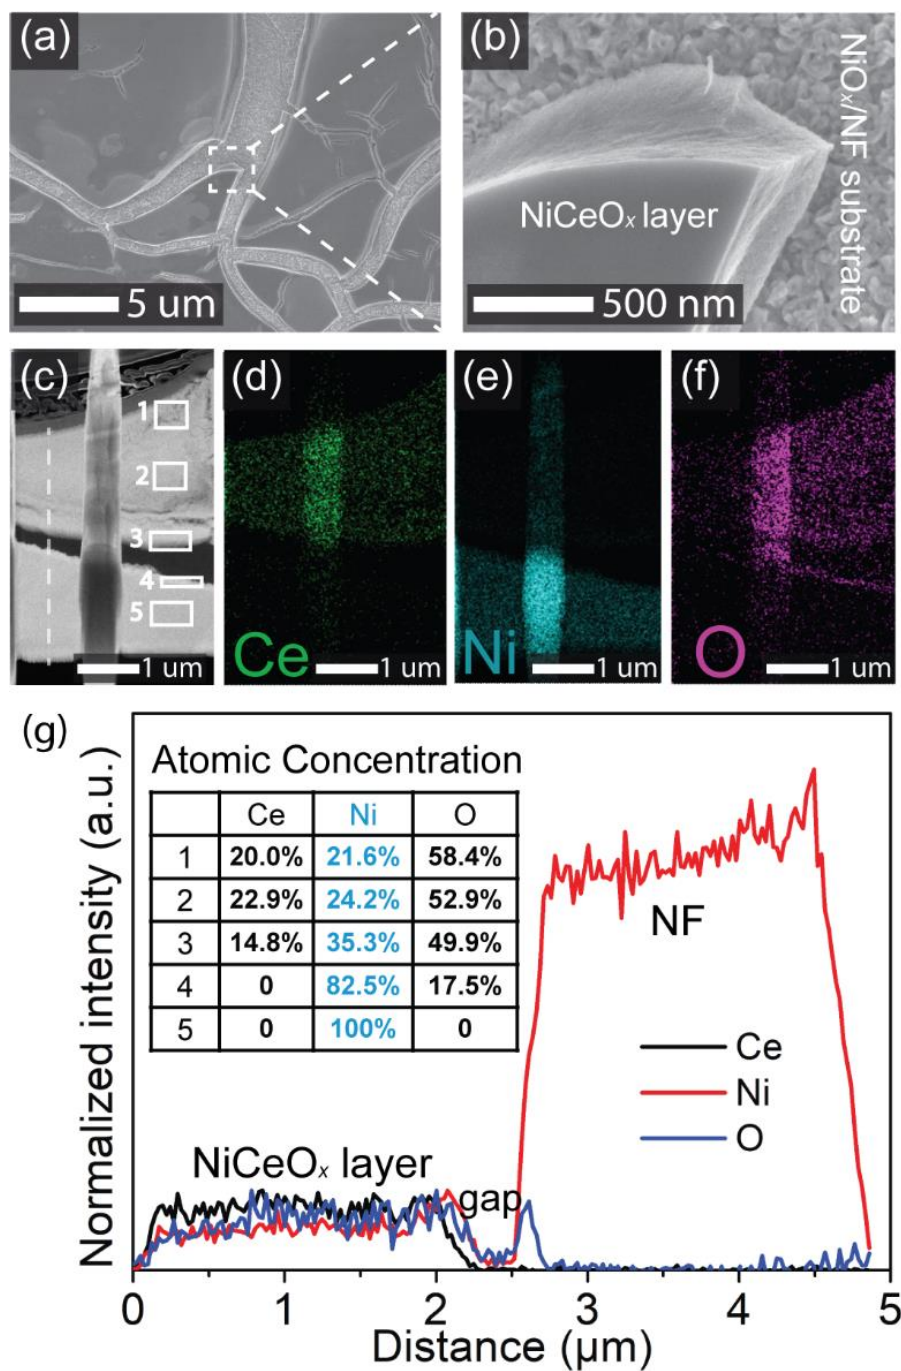 (a)
5 um
(b)
NiCeOx layer
NiOx/NF substrate
500 nm
(c)
1
2
3
4
5
1 um
(d)
Ce
1 um
(e)
Ni
1 um
(f)
O
1 um
(g)
Normalized intensity (a.u.)
Atomic Concentration
Ce Ni O
1 20.0% 21.6% 58.4%
2 22.9% 24.2% 52.9%
3 14.8% 35.3% 49.9%
4 0 82.5% 17.5%
5 0 100% 0
NF
Ce
Ni
O
NiCeOx layer
gap
0 1 2 3 4 5
Distance (µm)